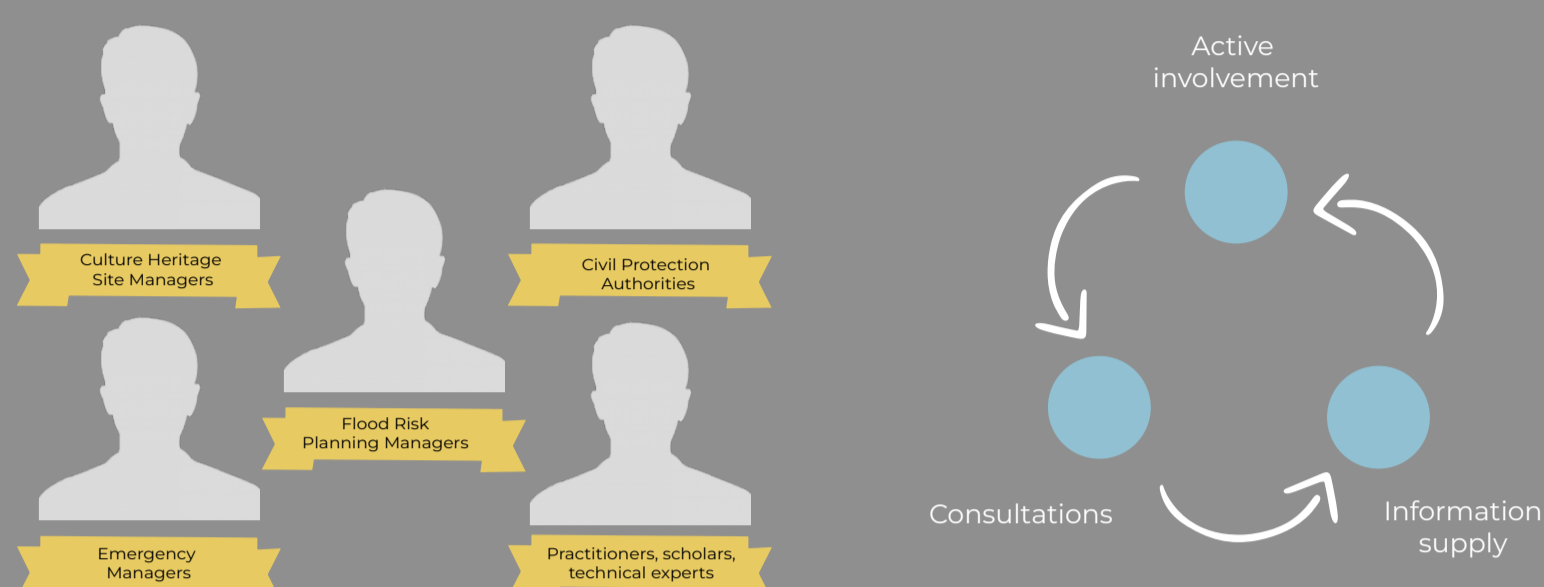 Culture Heritage
Site Managers
Civil Protection
Authorities
Flood Risk
Planning Managers
Emergency
Managers
Practitioners, scholars,
technical experts
Active
involvement
Consultations
Information
supply